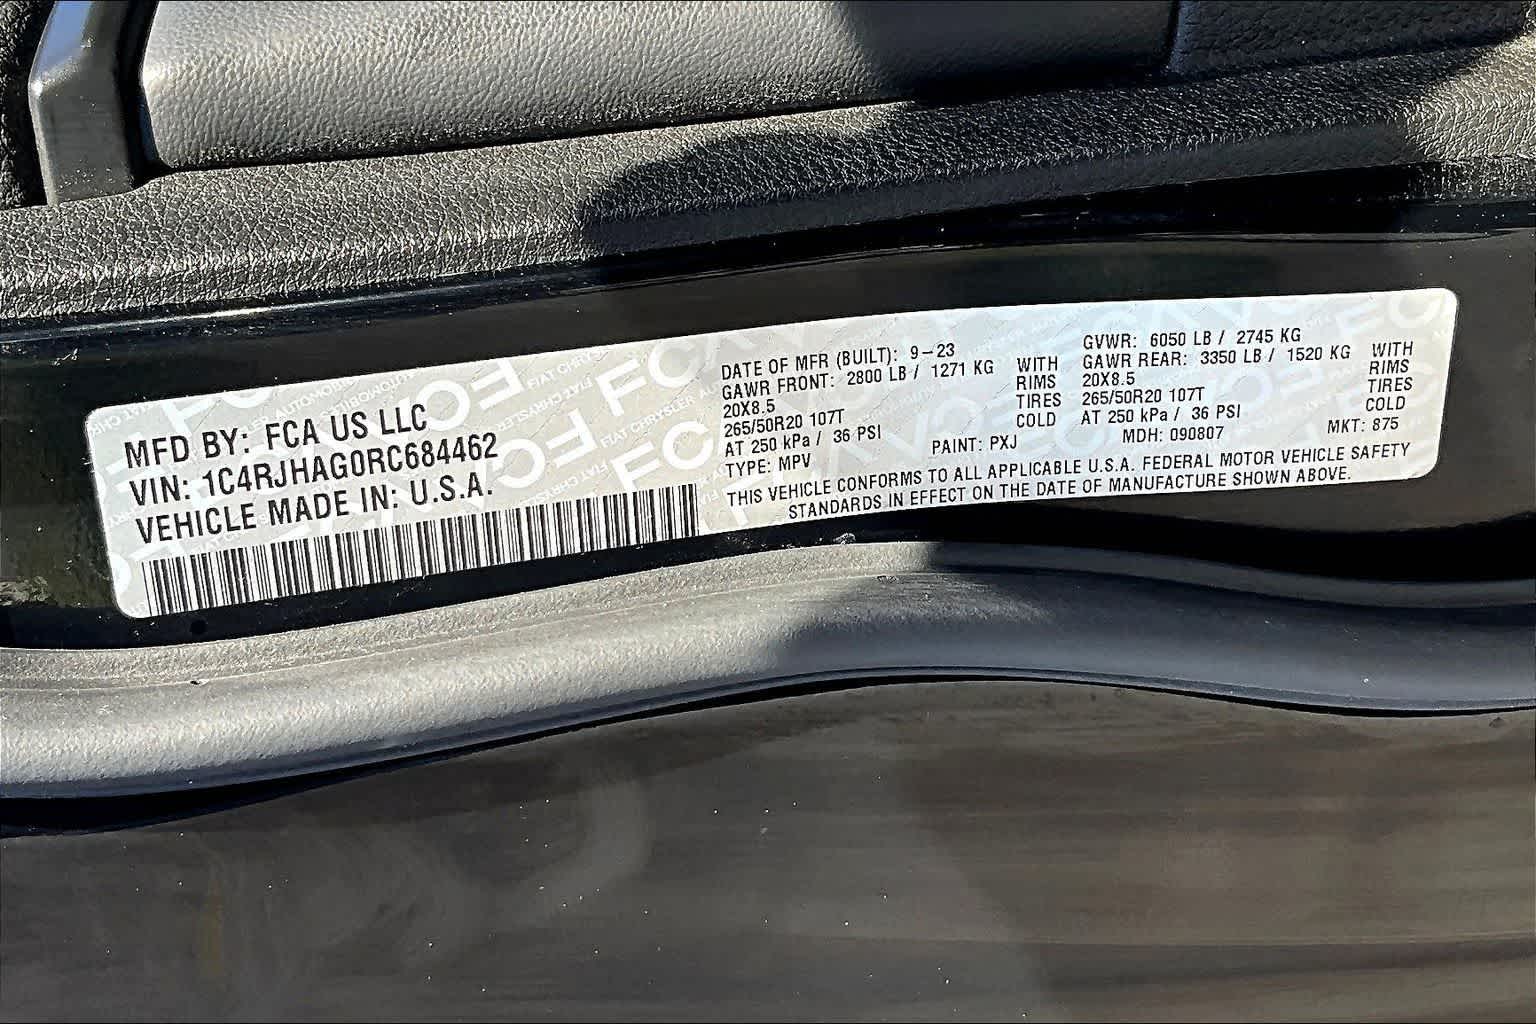 MFD BY: FCA US LLC
VIN: 1C4RJHAG0RC684462
VEHICLE MADE IN: U.S.A.
DATE OF MFR (BUILT): 9-23
GAWR FRONT: 2800 LB / 1271 KG WITH
20X8.5 RIMS
265/50R20 107T TIRES
AT 250 kPa / 36 PSI COLD
TYPE: MPV PAINT: PXJ
GVWR: 6050 LB / 2745 KG
GAWR REAR: 3350 LB / 1520 KG WITH
20X8.5 RIMS
265/50R20 107T TIRES
AT 250 kPa / 36 PSI COLD
MDH: 090807 MKT: 875
THIS VEHICLE CONFORMS TO ALL APPLICABLE U.S.A. FEDERAL MOTOR VEHICLE SAFETY
STANDARDS IN EFFECT ON THE DATE OF MANUFACTURE SHOWN ABOVE.